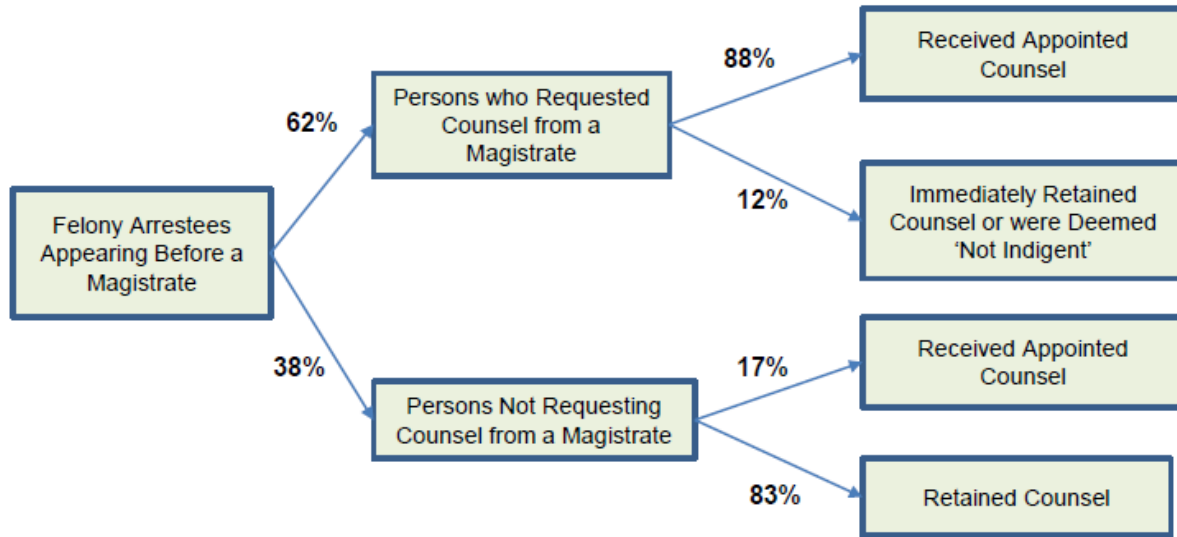 Felony Arrestees
Appearing Before a
Magistrate
62%
38%
Persons who Requested
Counsel from a
Magistrate
88%
12%
Received Appointed
Counsel
Immediately Retained
Counsel or were Deemed
‘Not Indigent’
Persons Not Requesting
Counsel from a Magistrate
17%
83%
Received Appointed
Counsel
Retained Counsel